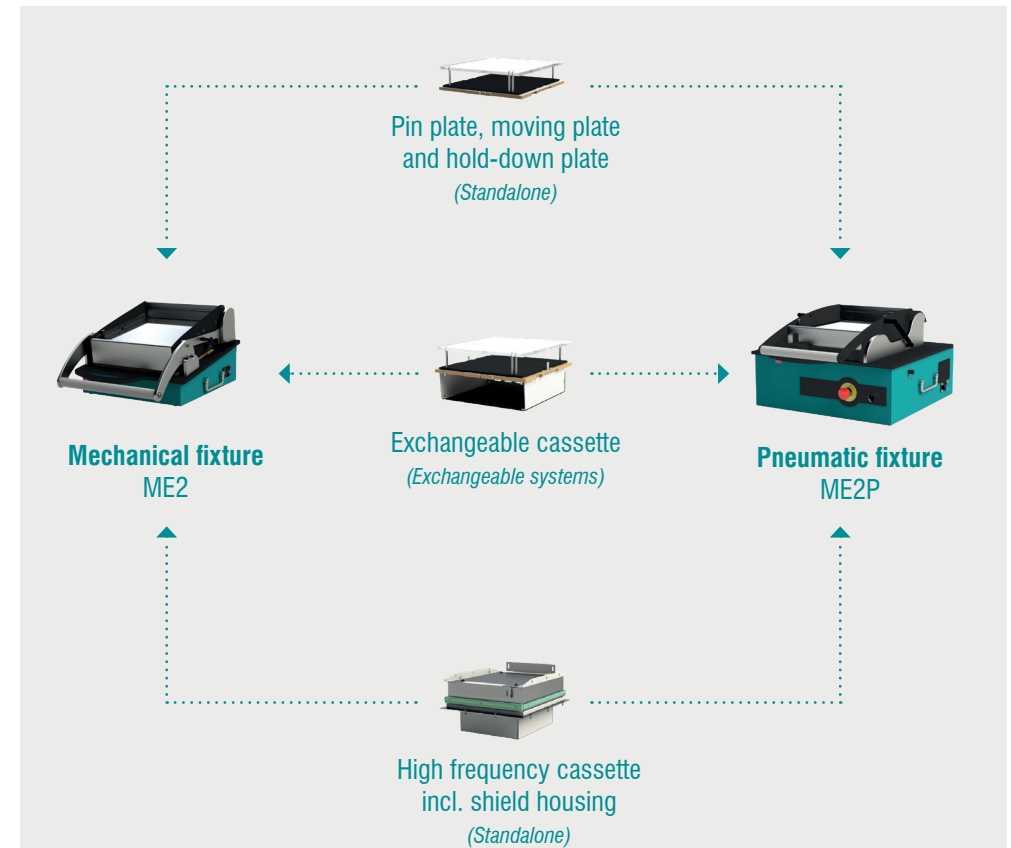 Pin plate, moving plate
and hold-down plate
(Standalone)
Mechanical fixture
ME2
Exchangeable cassette
(Exchangeable systems)
Pneumatic fixture
ME2P
High frequency cassette
incl. shield housing
(Standalone)